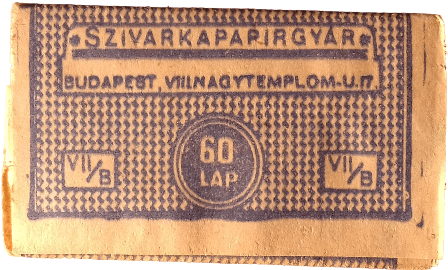 SZIVARKAPAPIRGYÁR
BUDAPEST, VIII.NAGYTEMPLOM-U.17.
60
LAP
VII/B
VII/B